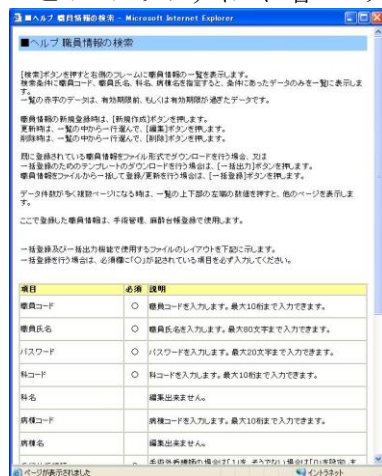 ■ヘルプ 職員情報の検索 - Microsoft Internet Explorer
■ヘルプ 職員情報の検索
[検索]ボタンを押すと右側のフレームに職員情報の一覧を表示します。
検索条件に職員コード、職員氏名、科名、病棟名を指定すると、条件にあったデータのみを一覧に表示しま
す。
一覧の赤字のデータは、有効期限前、もしくは有効期限が過ぎたデータです。
職員情報の新規登録時は、[新規作成]ボタンを押します。
更新時は、一覧の中から一行選んで、[編集]ボタンを押します。
削除時は、一覧の中から一行選んで、[削除]ボタンを押します。
既に登録されている職員情報をファイル形式でダウンロードを行う場合、又は
一括登録のためのテンプレートのダウンロードを行う場合は、[一括出力]ボタンを押します。
職員情報をファイルから一括して登録/更新を行う場合は、[一括登録]ボタンを押します。
データ件数が多く複数ページになる時は、一覧の上下部の左端の数値を押すと、他のページを表示しま
す。
ここで登録した職員情報は、手術管理、麻酔台帳登録で使用します。
一括登録及び一括出力機能で使用するファイルのレイアウトを下記に示します。
一括登録を行う場合は、必須欄に「○」が記されている項目を必ず入力してください。
項目 必須 説明
職員コード ○ 職員コードを入力します。最大10桁まで入力できます。
職員氏名 ○ 職員氏名を入力します。最大80文字まで入力できます。
パスワード ○ パスワードを入力します。最大20文字まで入力できます。
科コード ○ 科コードを入力します。最大10桁まで入力できます。
科名 編集出来ません。
病棟コード 病棟コードを入力します。最大10桁まで入力できます。
病棟名 編集出来ません。
ページが表示されました イントラネット